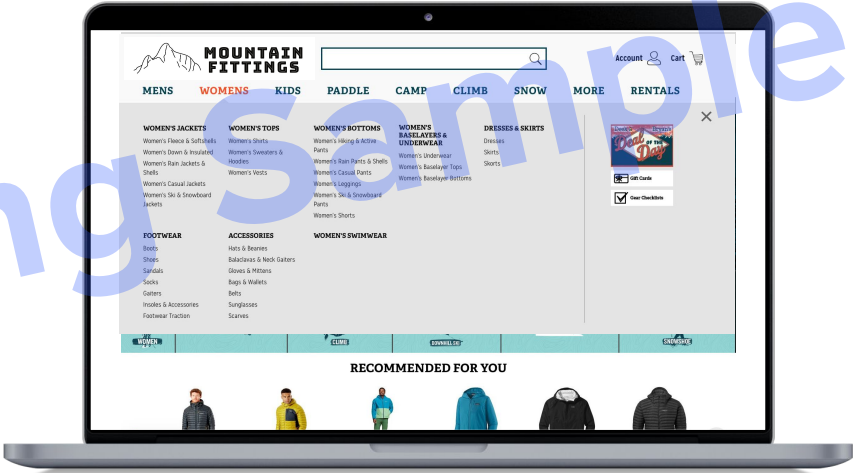 MOUNTAIN
FITTINGS
Account Cart
MENS WOMENS KIDS PADDLE CAMP CLIMB SNOW MORE RENTALS
WOMEN'S JACKETS
Women's Fleece & Softshells
Women's Down & Insulated
Women's Rain Jackets &
Shells
Women's Casual Jackets
Women's Ski & Snowboard
Jackets
WOMEN'S TOPS
Women's Shirts
Women's Sweaters &
Hoodies
Women's Vests
WOMEN'S BOTTOMS
Women's Hiking & Active
Pants
Women's Rain Pants & Shells
Women's Casual Pants
Women's Leggings
Women's Ski & Snowboard
Pants
Women's Shorts
WOMEN'S
BASELAYERS &
UNDERWEAR
Women's Underwear
Women's Baselayer Tops
Women's Baselayer Bottoms
DRESSES & SKIRTS
Dresses
Skirts
Skorts
Deal OF THE
Day
Gift Cards
Gear Checklists
FOOTWEAR
Boots
Shoes
Sandals
Socks
Gaiters
Insoles & Accessories
Footwear Traction
ACCESSORIES
Hats & Beanies
Balaclavas & Neck Gaiters
Gloves & Mittens
Bags & Wallets
Belts
Sunglasses
Scarves
WOMEN'S SWIMWEAR
WOMEN CLIMB DOWNHILL SKI SNOWSHOE
RECOMMENDED FOR YOU
ng Sample